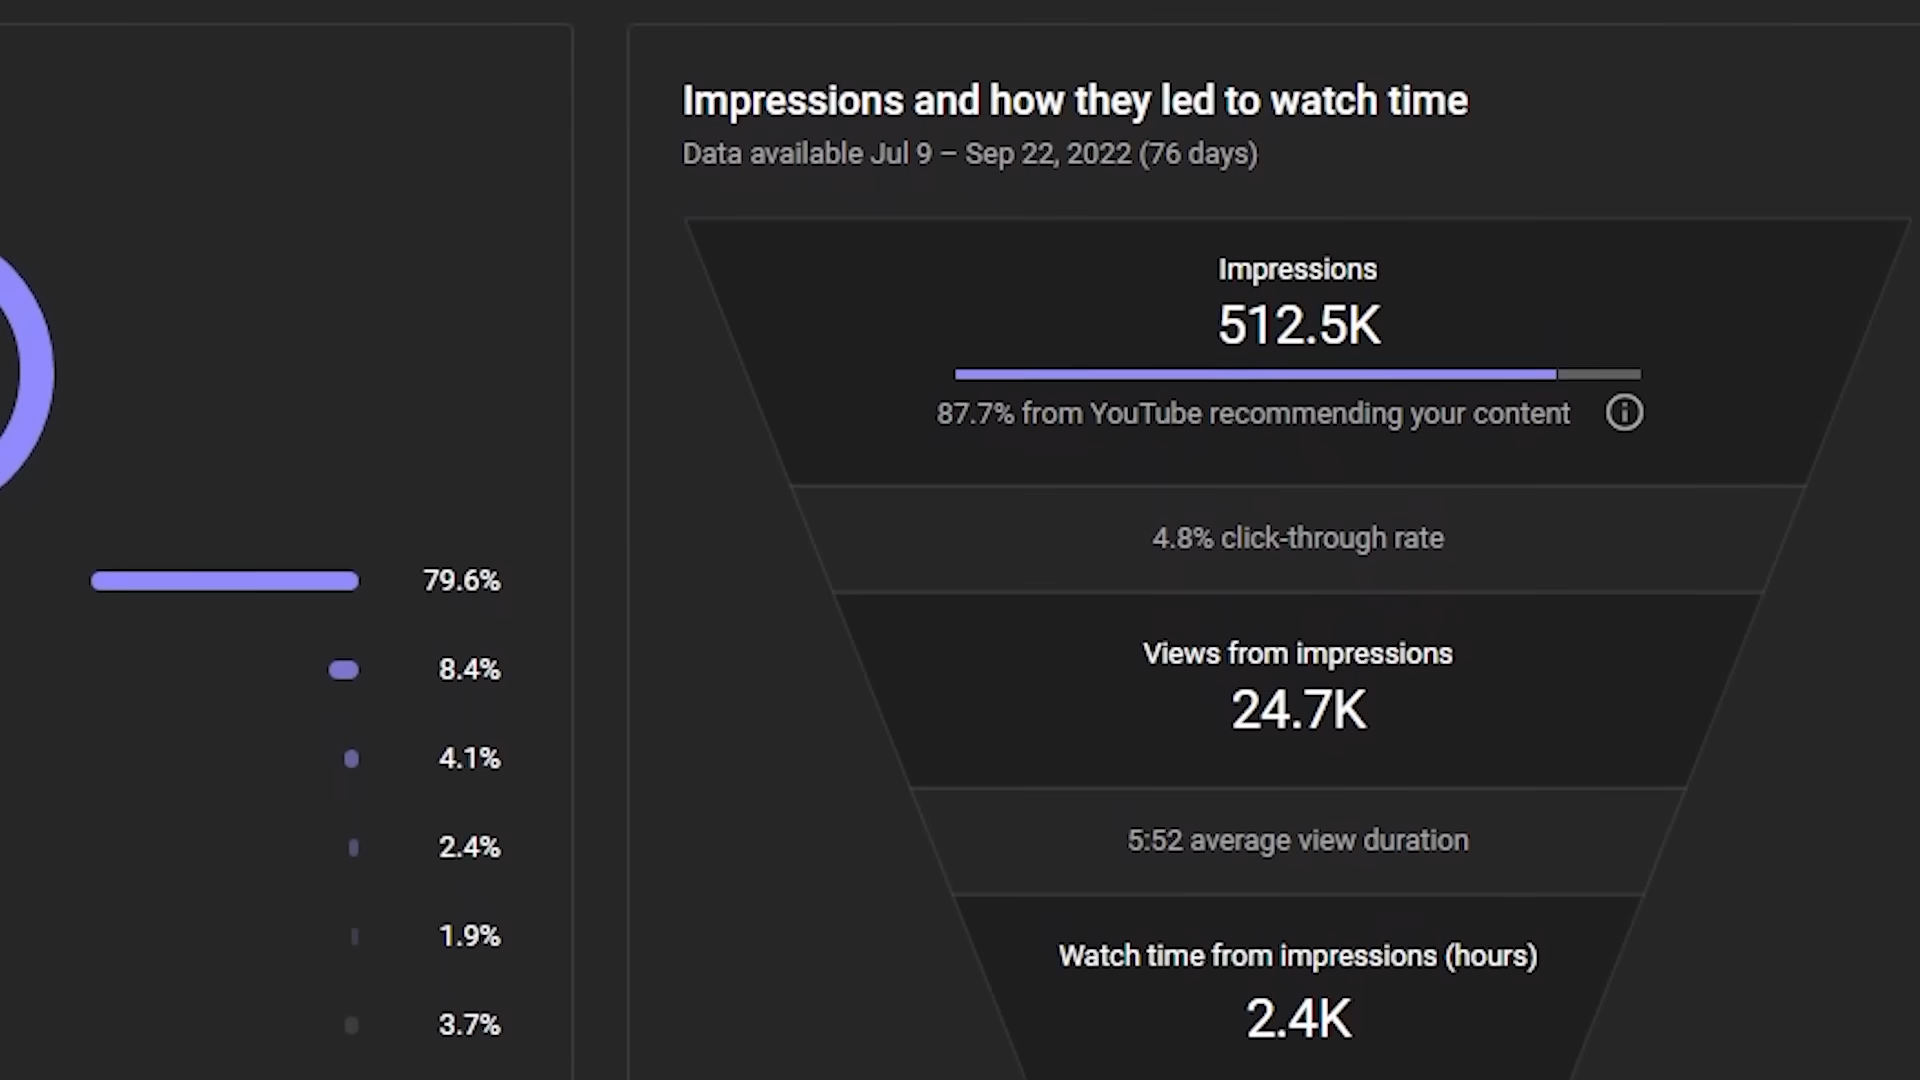 79.6%
8.4%
4.1%
2.4%
1.9%
3.7%
Impressions and how they led to watch time
Data available Jul 9 – Sep 22, 2022 (76 days)
Impressions
512.5K
87.7% from YouTube recommending your content
4.8% click-through rate
Views from impressions
24.7K
5:52 average view duration
Watch time from impressions (hours)
2.4K